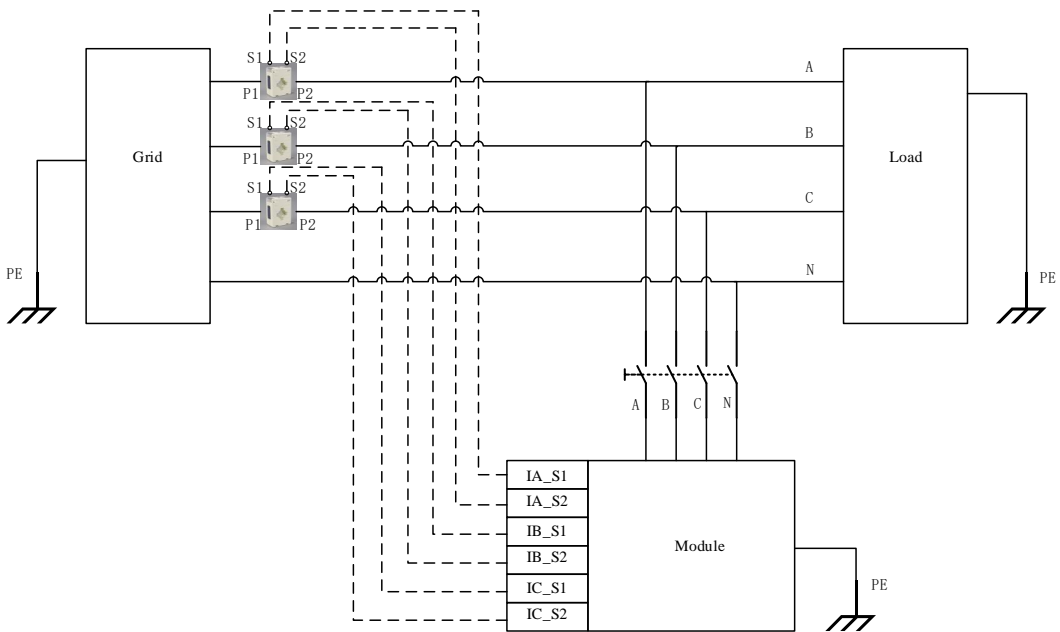 S1 S2
A
P1 P2
S1 S2
B
P1 P2
Grid
Load
S1 S2
C
P1 P2
N
PE
PE
A B C N
IA_S1
IA_S2
IB_S1
IB_S2
IC_S1
IC_S2
Module
PE